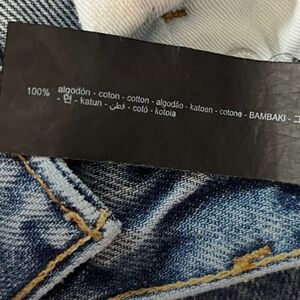 100% algodón - coton - cotton - algodão - katoen - cotone - BAMBAKI -
- 면 - katun - قطن - cotó - kotoia